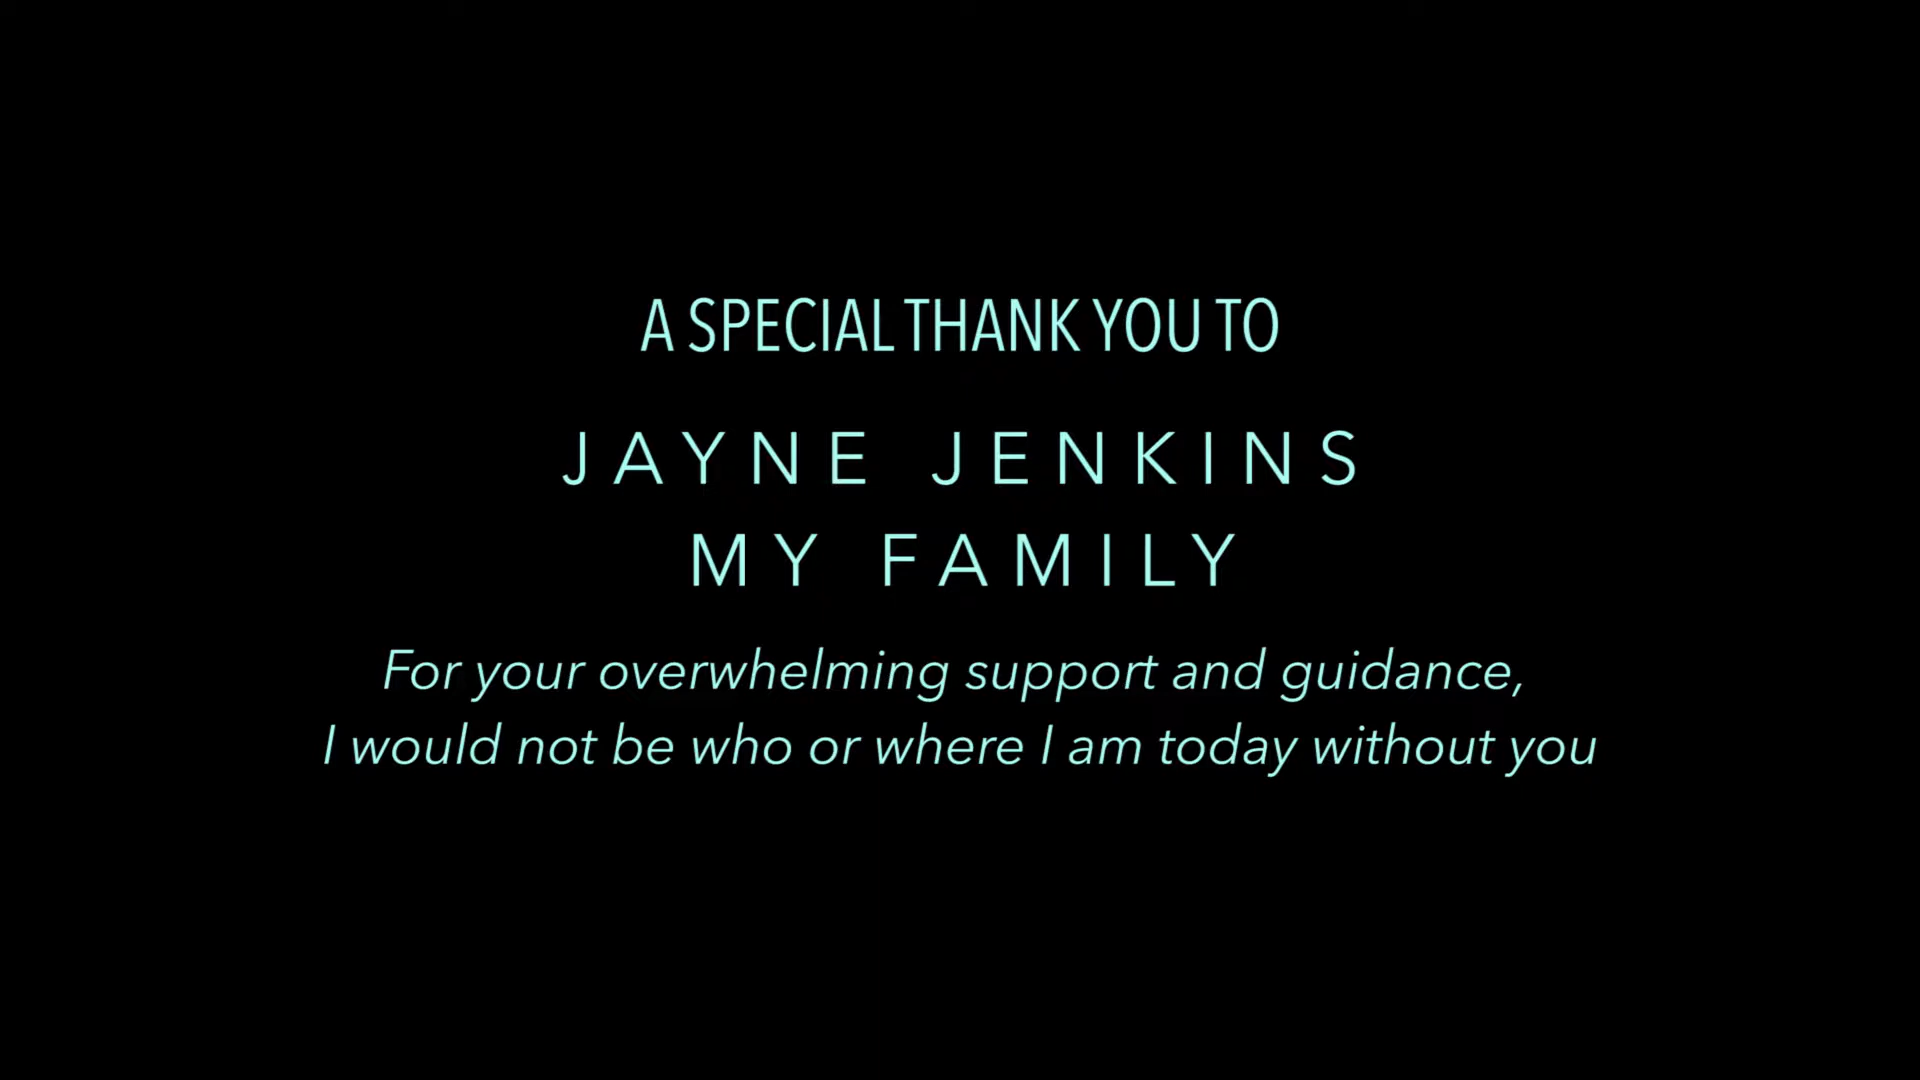 A SPECIAL THANK YOU TO
JAYNE JENKINS
MY FAMILY
For your overwhelming support and guidance,
I would not be who or where I am today without you